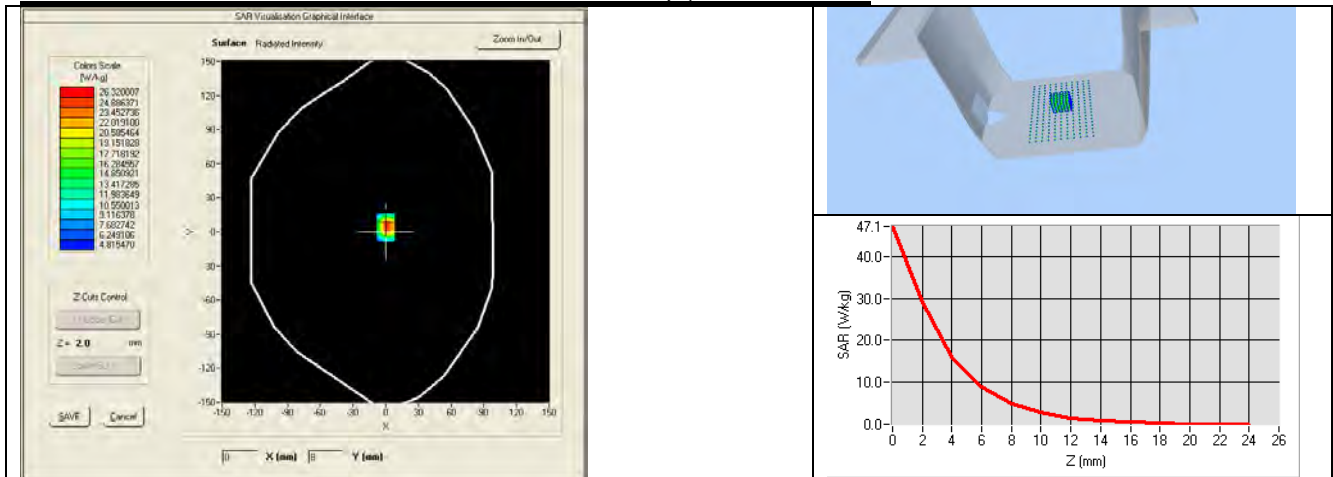 SAR Visualisation Graphical Interface
Surface Radiated Intensity
Zoom In/Out
Colors Scale
(W/kg)
26.320007
24.886371
23.452736
22.019100
20.585464
19.151828
17.718192
16.284557
14.850921
13.417285
11.983649
10.550013
9.116378
7.682742
6.249106
4.815470
Z Cuts Control
Z = 2.0 mm
SAVE
Cancel
150
120
90
60
30
0
-30
-60
-90
-120
-150
Y
-150 -120 -90 -60 -30 0 30 60 90 120 150
X
0 X (mm) 8 Y (mm)
47.1
40.0
30.0
20.0
10.0
0.0
SAR (W/kg)
0 2 4 6 8 10 12 14 16 18 20 22 24 26
Z (mm)